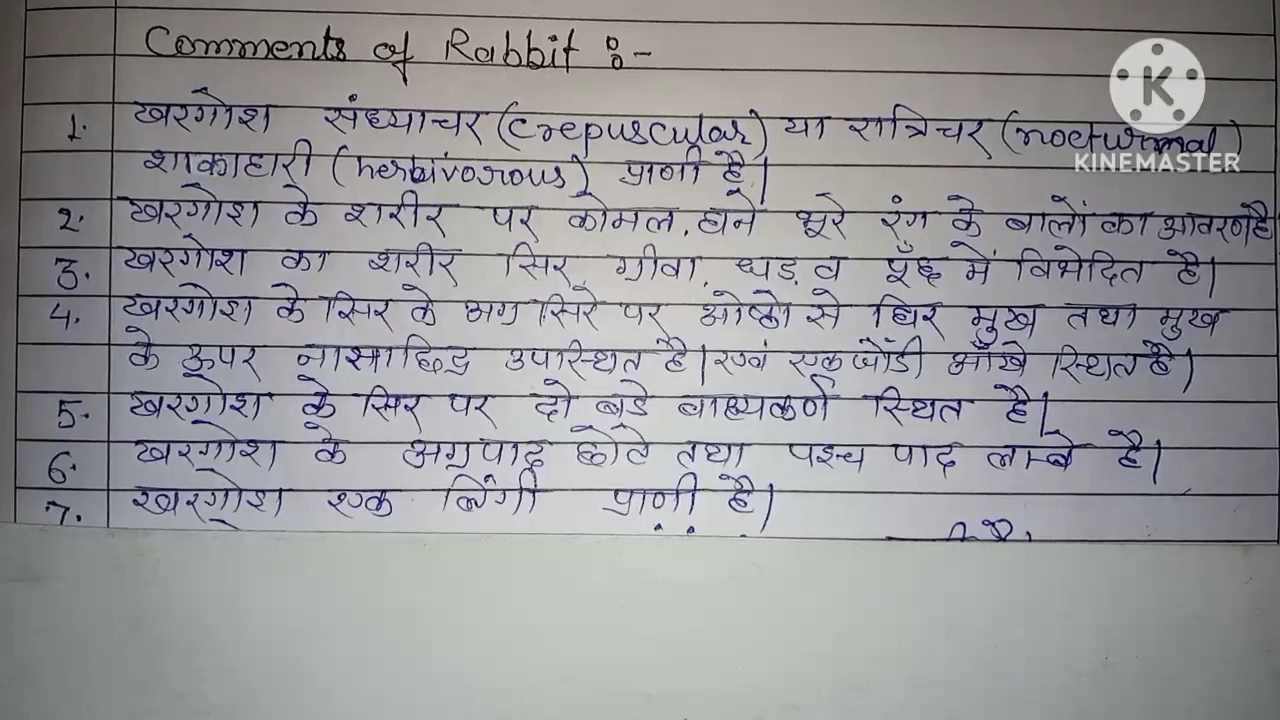 Comments of Rabbit :-
1. खरगोश संध्याचर (crepuscular) या रात्रिचर (nocturnal)
शाकाहारी (herbivorous) प्राणी है।
2. खरगोश के शरीर पर कोमल, घने भूरे रंग के बालों का आवरण है
3. खरगोश का शरीर सिर, ग्रीवा, धड़ व पूँछ में विभेदित है।
4. खरगोश के सिर के अग्र सिरे पर ओष्ठो से घिर मुख तथा मुख
के ऊपर नासाछिद्र उपस्थित है। एवं एक जोडी आँखे स्थित है।
5. खरगोश के सिर पर दो बडे बाह्यकर्ण स्थित है।
6. खरगोश के अग्रपाद छोटे तथा पश्च पाद लम्बे है।
7. खरगोश एक लिंगी प्राणी है।
K
KINEMASTER